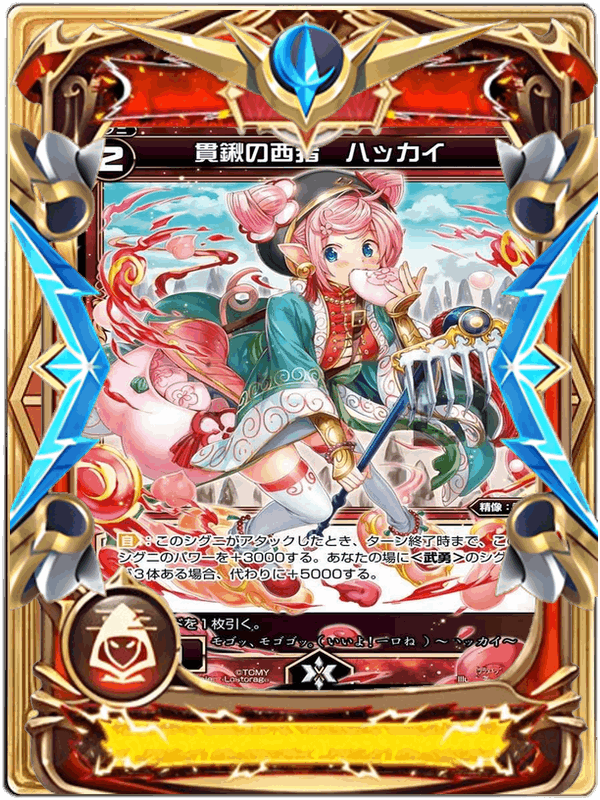 2
貫鍬の西指 ハッカイ
精像:
自:このシグニがアタックしたとき、ターン終了時まで、こ
シグニのパワーを+3000する。あなたの場に<武勇>のシグ
3体ある場合、代わりに+5000する。
を1枚引く。
モゴッ、モゴゴッ。(いいよ!一口ね)~ハッカイ~
©TOMY
Lostorage
Illu